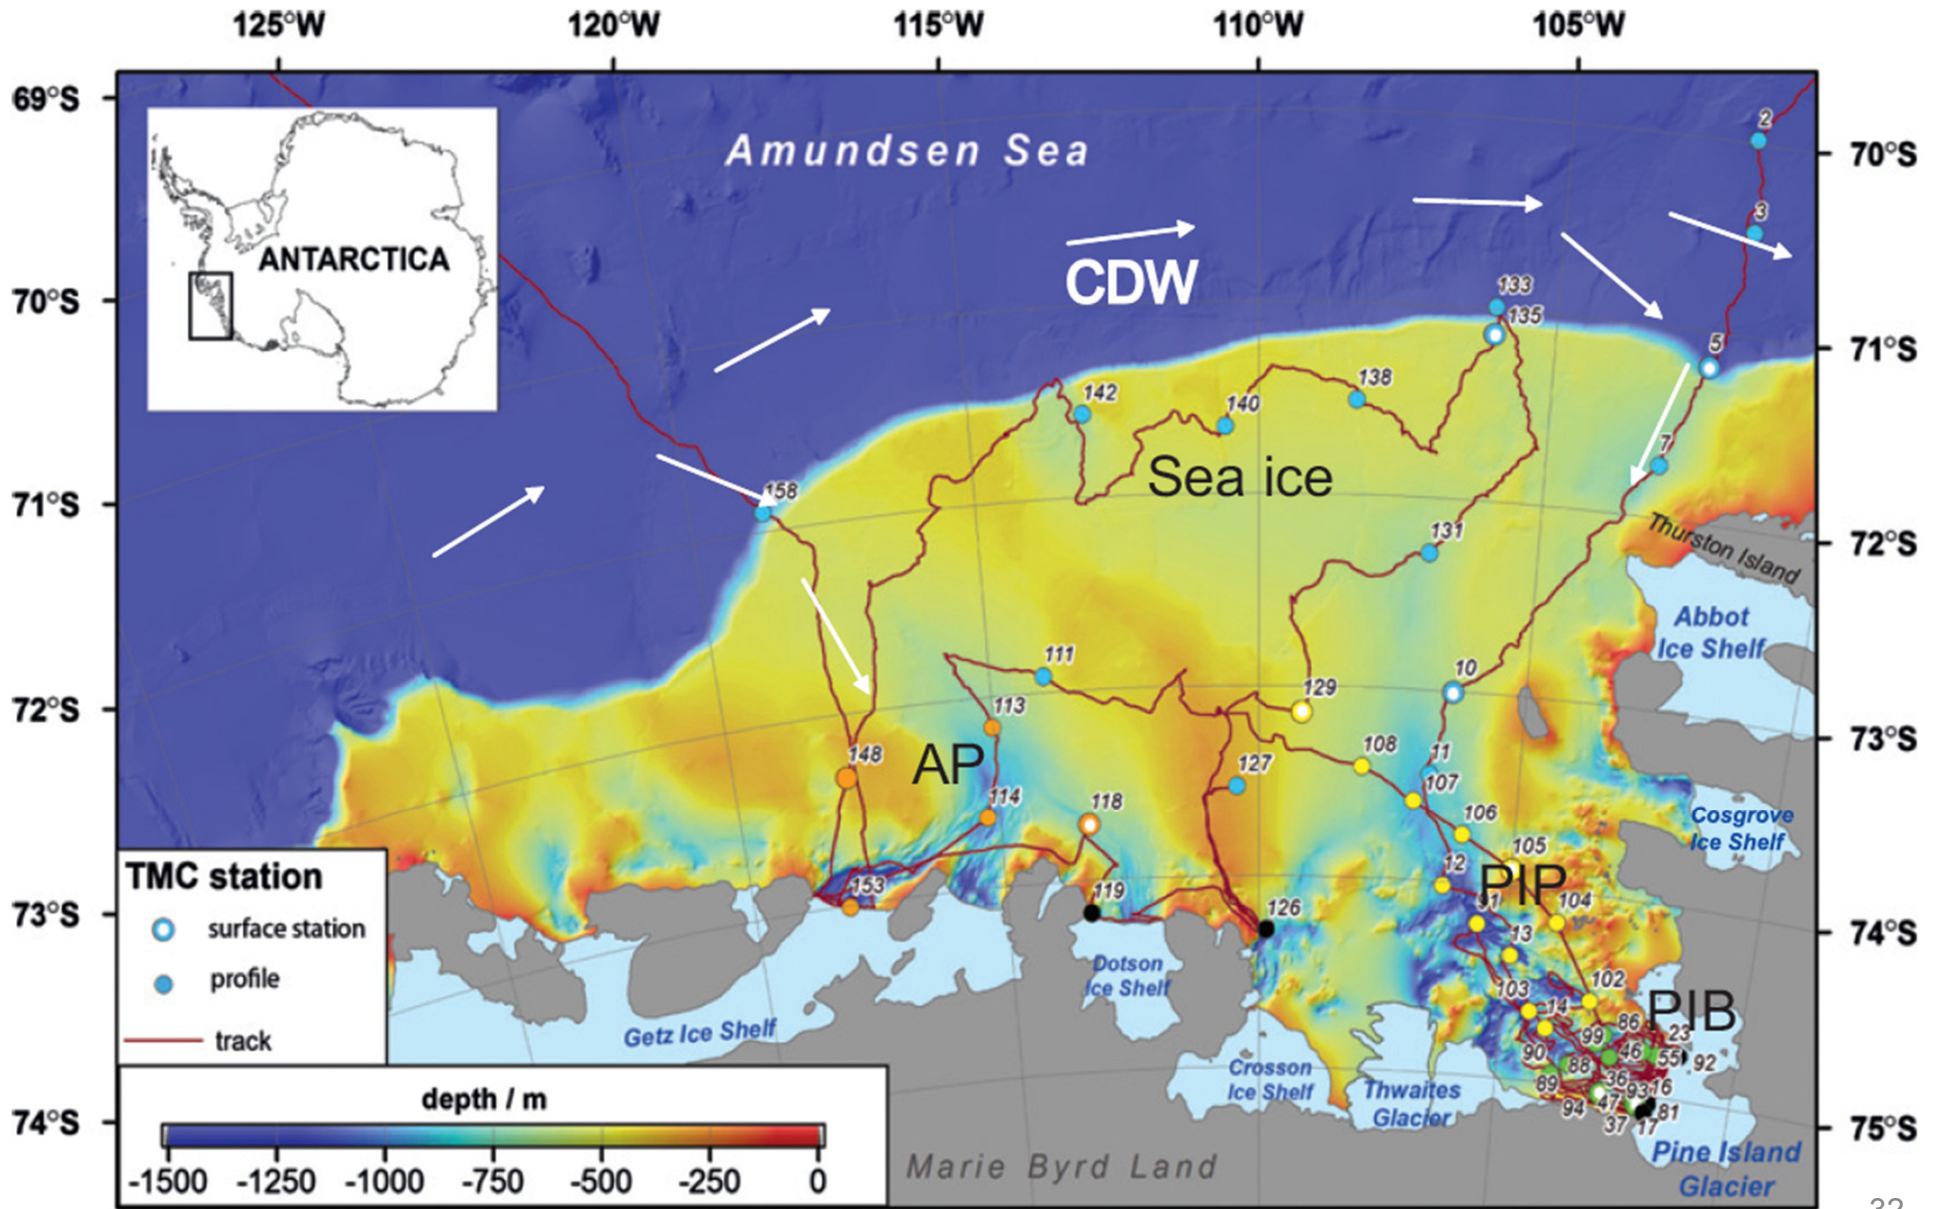 125°W 120°W 115°W 110°W 105°W
69°S
70°S
71°S
72°S
73°S
74°S
70°S
71°S
72°S
73°S
74°S
75°S
ANTARCTICA
Amundsen Sea
CDW
2
3
5
7
133
135
138
140
142
158
Sea ice
131
Thurston Island
Abbot
Ice Shelf
10
129
111
113
AP
148
114
118
127
108
11
107
106
105
12
PIP
Cosgrove
Ice Shelf
153
119
126
91
104
13
102
103
14
PIB
86
23
99
46
55
92
90
88
36
89
93
16
94
47
81
37
17
Dotson
Ice Shelf
Getz Ice Shelf
Crosson
Ice Shelf
Thwaites
Glacier
Pine Island
Glacier
Marie Byrd Land
TMC station
surface station
profile
track
depth / m
-1500 -1250 -1000 -750 -500 -250 0